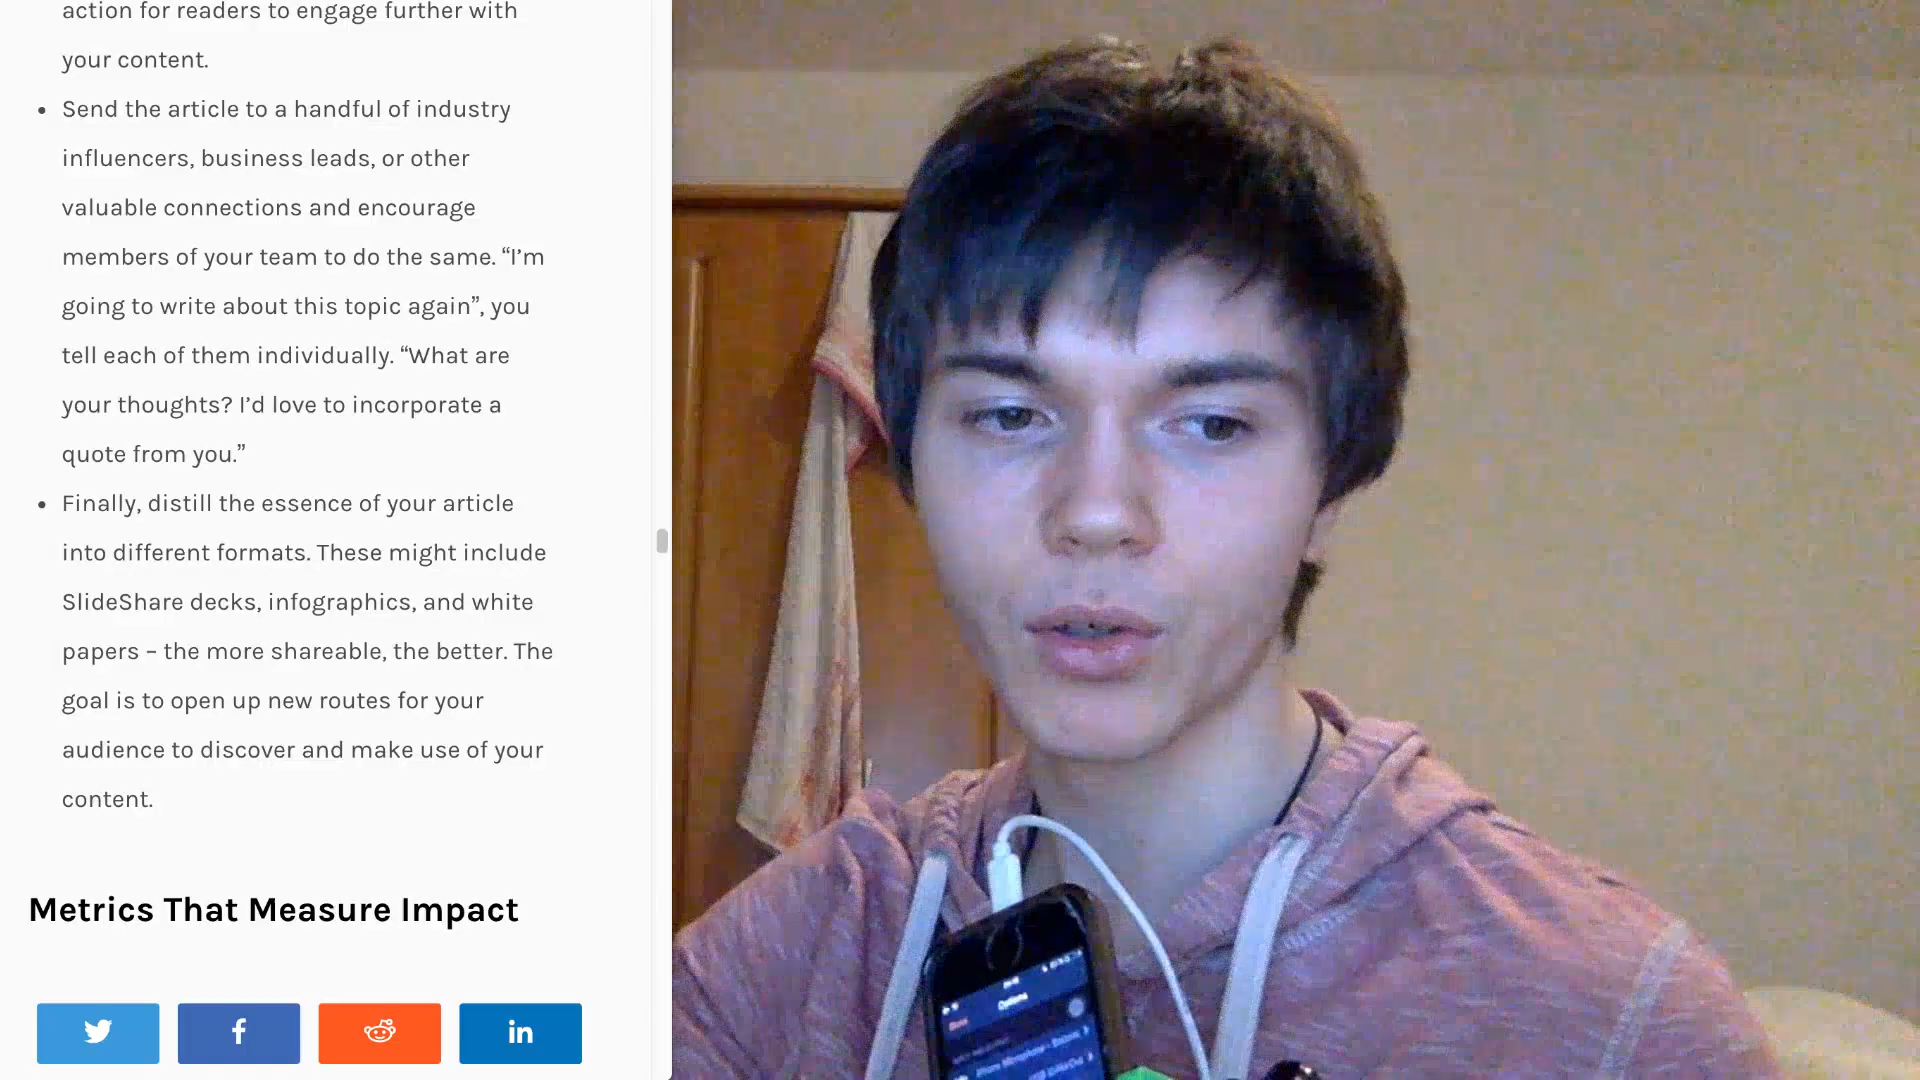 action for readers to engage further with
your content.
Send the article to a handful of industry
influencers, business leads, or other
valuable connections and encourage
members of your team to do the same. “I’m
going to write about this topic again”, you
tell each of them individually. “What are
your thoughts? I’d love to incorporate a
quote from you.”
Finally, distill the essence of your article
into different formats. These might include
SlideShare decks, infographics, and white
papers – the more shareable, the better. The
goal is to open up new routes for your
audience to discover and make use of your
content.
Metrics That Measure Impact
f
in
Options